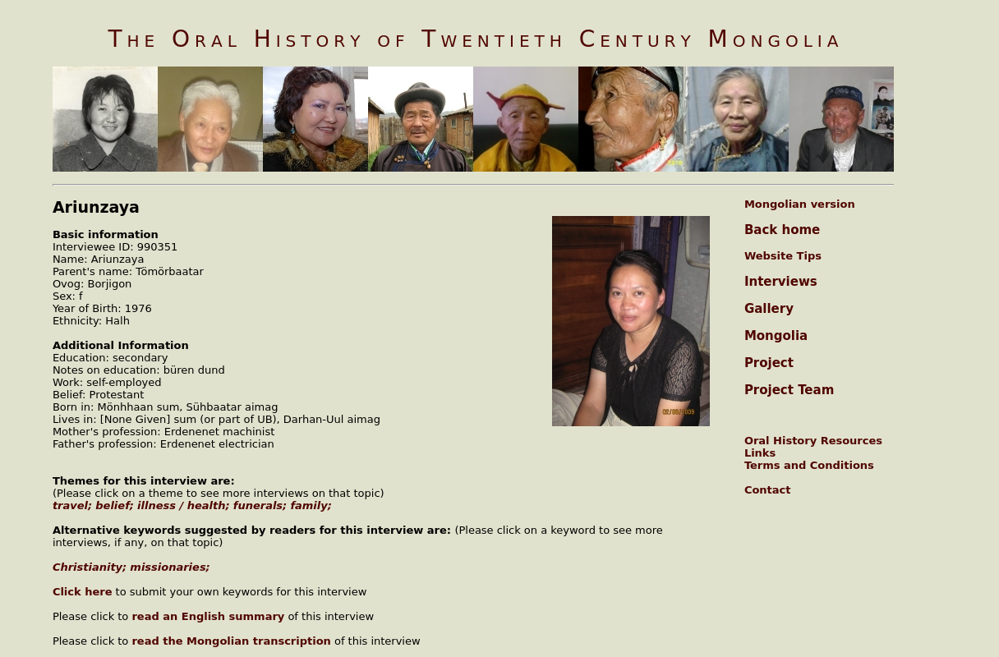 The Oral History of Twentieth Century Mongolia
Ariunzaya
Basic information
Interviewee ID: 990351
Name: Ariunzaya
Parent's name: Tömörbaatar
Ovog: Borjigon
Sex: f
Year of Birth: 1976
Ethnicity: Halh
Additional Information
Education: secondary
Notes on education: büren dund
Work: self-employed
Belief: Protestant
Born in: Mönhhaan sum, Sühbaatar aimag
Lives in: [None Given] sum (or part of UB), Darhan-Uul aimag
Mother's profession: Erdenenet machinist
Father's profession: Erdenenet electrician
Themes for this interview are:
(Please click on a theme to see more interviews on that topic)
travel; belief; illness / health; funerals; family;
Alternative keywords suggested by readers for this interview are: (Please click on a keyword to see more
interviews, if any, on that topic)
Christianity; missionaries;
Click here to submit your own keywords for this interview
Please click to read an English summary of this interview
Please click to read the Mongolian transcription of this interview
Mongolian version
Back home
Website Tips
Interviews
Gallery
Mongolia
Project
Project Team
Oral History Resources
Links
Terms and Conditions
Contact